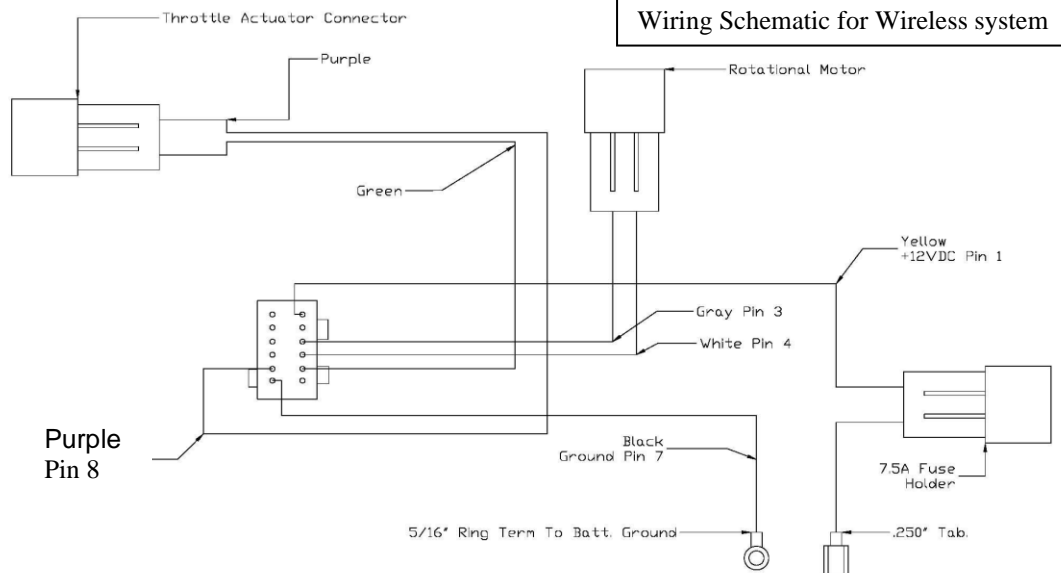 Wiring Schematic for Wireless system
Throttle Actuator Connector
Purple
Rotational Motor
Green
Yellow
+12VDC Pin 1
Gray Pin 3
White Pin 4
Purple
Pin 8
Black
Ground Pin 7
7.5A Fuse
Holder
5/16" Ring Term To Batt. Ground
.250" Tab.